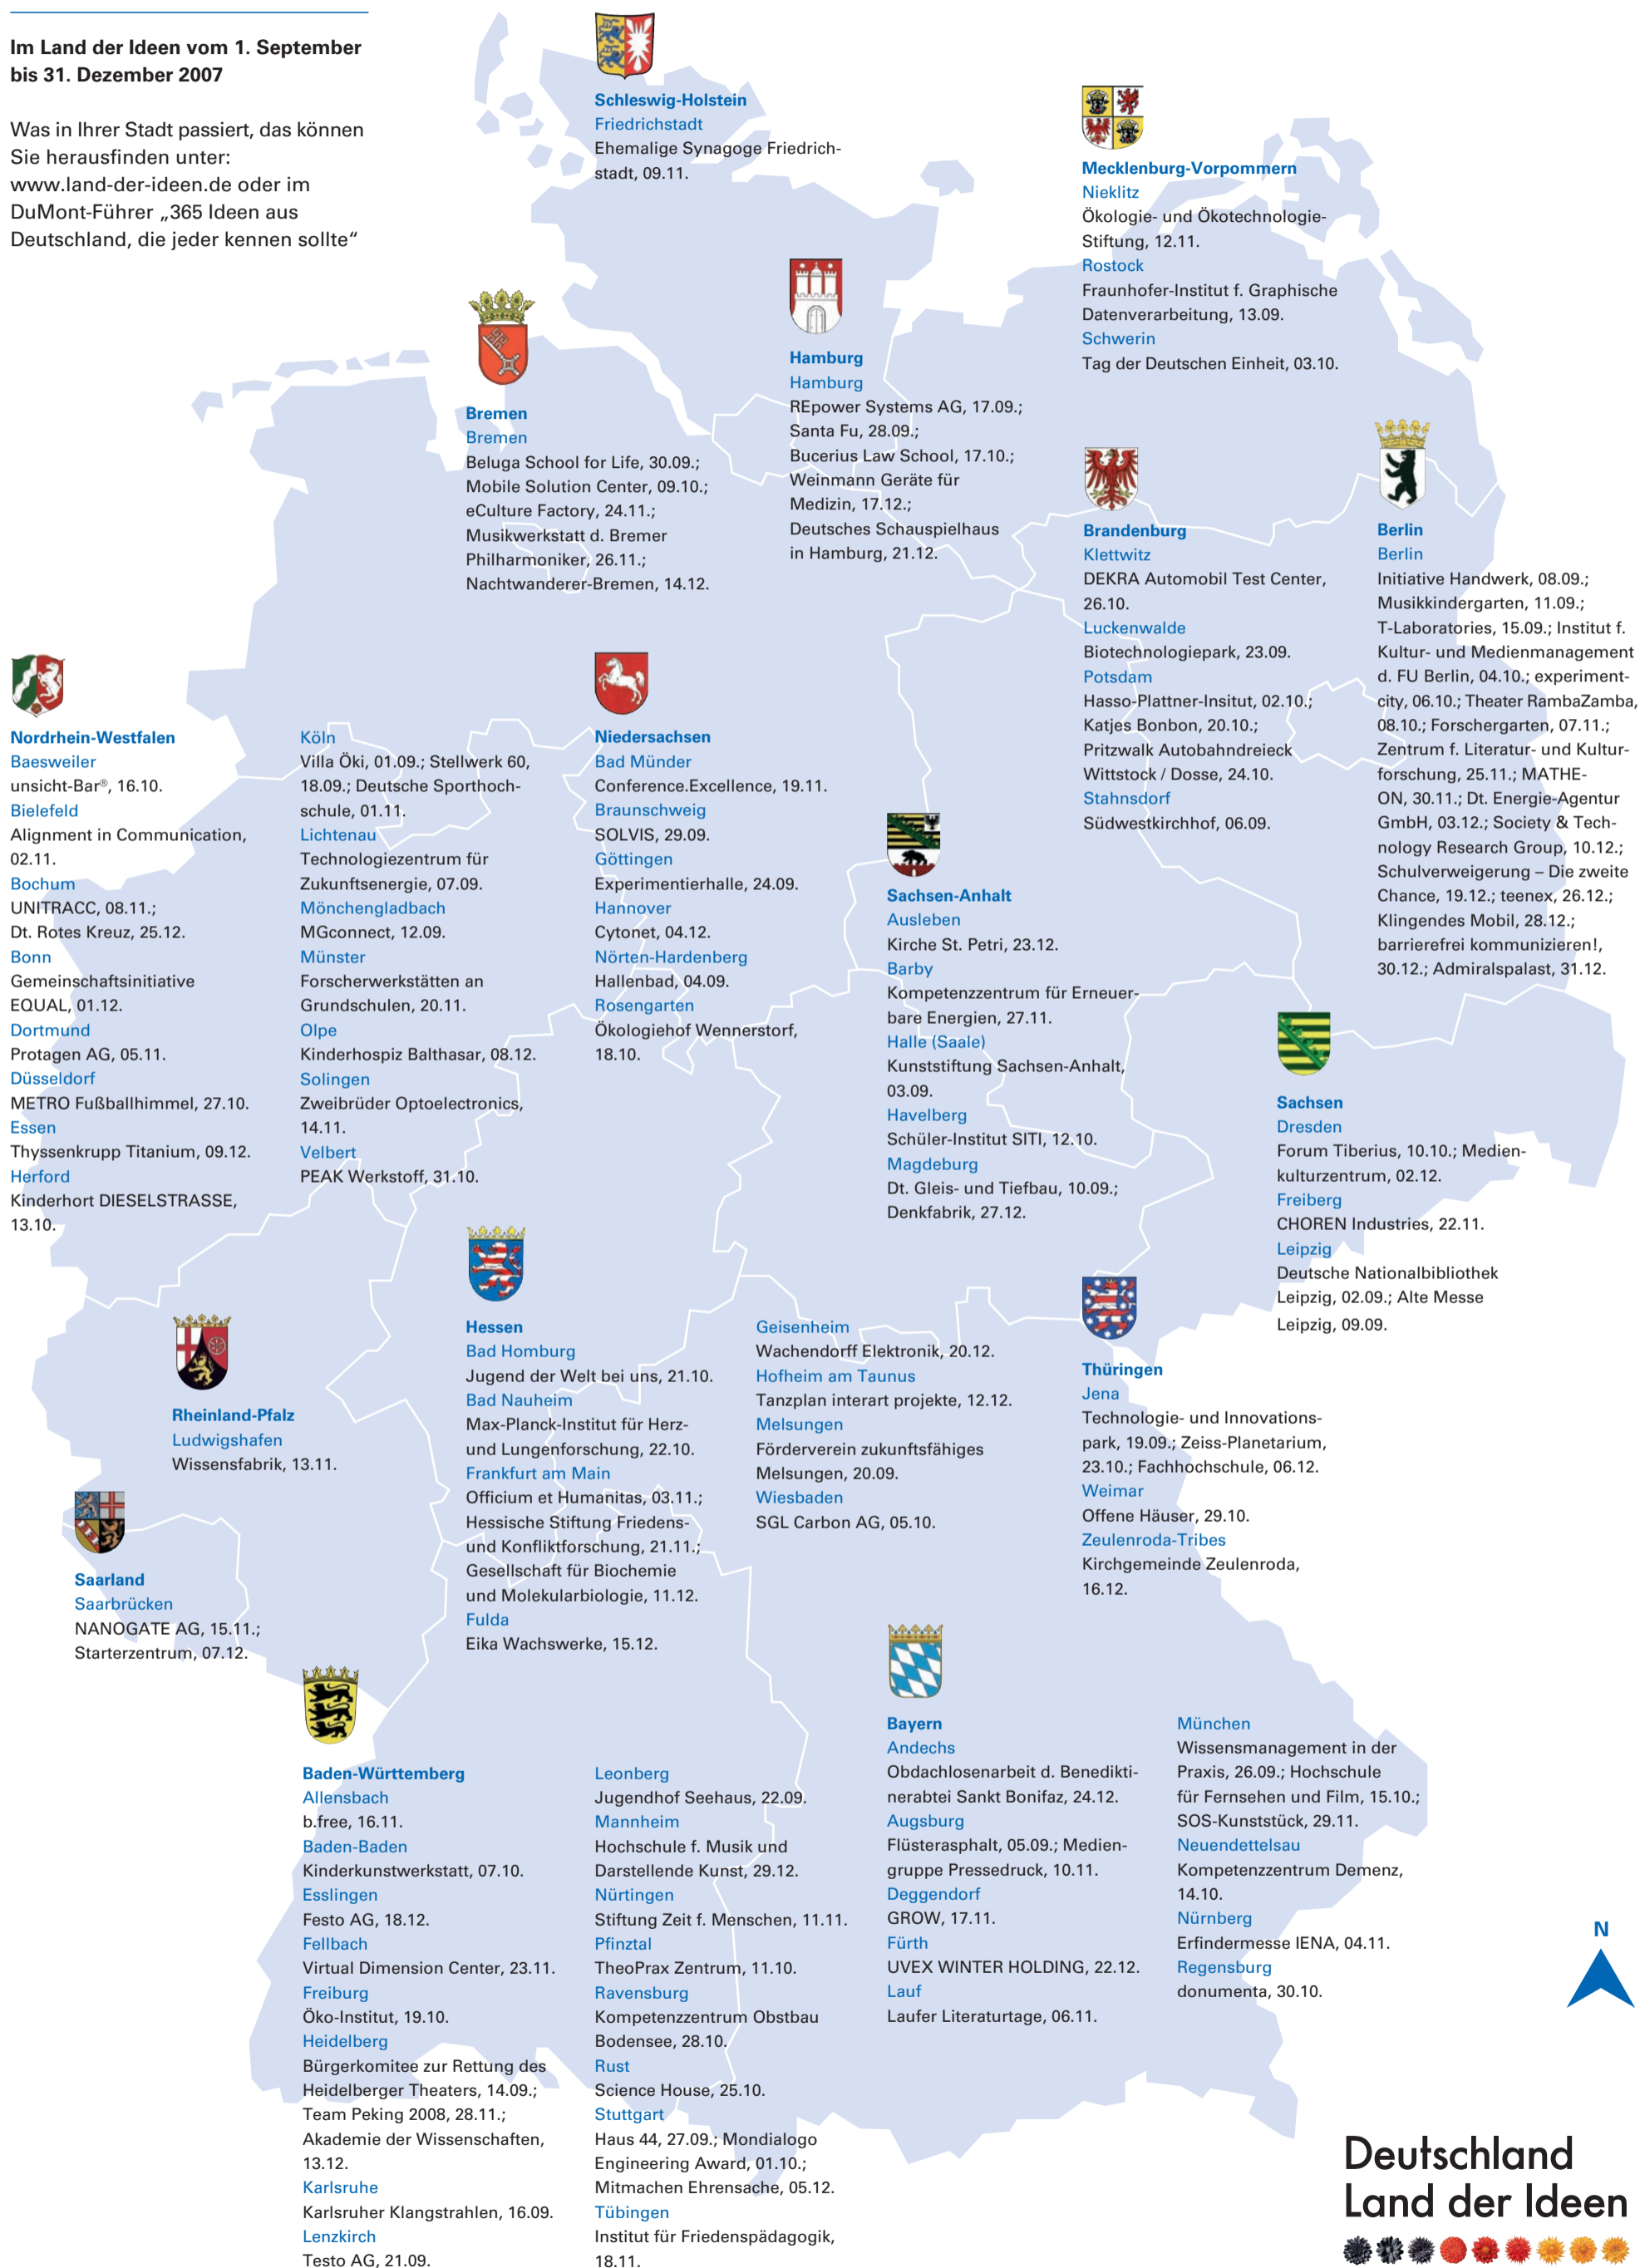 Im Land der Ideen vom 1. September
bis 31. Dezember 2007
Was in Ihrer Stadt passiert, das können
Sie herausfinden unter:
www.land-der-ideen.de oder im
DuMont-Führer „365 Ideen aus
Deutschland, die jeder kennen sollte“
Schleswig-Holstein
Friedrichstadt
Ehemalige Synagoge Friedrich-
stadt, 09.11.
Mecklenburg-Vorpommern
Nieklitz
Ökologie- und Ökotechnologie-
Stiftung, 12.11.
Rostock
Fraunhofer-Institut f. Graphische
Datenverarbeitung, 13.09.
Schwerin
Tag der Deutschen Einheit, 03.10.
Hamburg
Hamburg
REpower Systems AG, 17.09.;
Santa Fu, 28.09.;
Bucerius Law School, 17.10.;
Weinmann Geräte für
Medizin, 17.12.;
Deutsches Schauspielhaus
in Hamburg, 21.12.
Bremen
Bremen
Beluga School for Life, 30.09.;
Mobile Solution Center, 09.10.;
eCulture Factory, 24.11.;
Musikwerkstatt d. Bremer
Philharmoniker, 26.11.;
Nachtwanderer-Bremen, 14.12.
Brandenburg
Klettwitz
DEKRA Automobil Test Center,
26.10.
Luckenwalde
Biotechnologiepark, 23.09.
Potsdam
Hasso-Plattner-Insitut, 02.10.;
Katjes Bonbon, 20.10.;
Pritzwalk Autobahndreieck
Wittstock / Dosse, 24.10.
Stahnsdorf
Südwestkirchhof, 06.09.
Berlin
Berlin
Initiative Handwerk, 08.09.;
Musikkindergarten, 11.09.;
T-Laboratories, 15.09.; Institut f.
Kultur- und Medienmanagement
d. FU Berlin, 04.10.; experiment-
city, 06.10.; Theater RambaZamba,
08.10.; Forschergarten, 07.11.;
Zentrum f. Literatur- und Kultur-
forschung, 25.11.; MATHE-
ON, 30.11.; Dt. Energie-Agentur
GmbH, 03.12.; Society & Tech-
nology Research Group, 10.12.;
Schulverweigerung – Die zweite
Chance, 19.12.; teenex, 26.12.;
Klingendes Mobil, 28.12.;
barrierefrei kommunizieren!,
30.12.; Admiralspalast, 31.12.
Nordrhein-Westfalen
Baesweiler
unsicht-Bar®, 16.10.
Bielefeld
Alignment in Communication,
02.11.
Bochum
UNITRACC, 08.11.;
Dt. Rotes Kreuz, 25.12.
Bonn
Gemeinschaftsinitiative
EQUAL, 01.12.
Dortmund
Protagen AG, 05.11.
Düsseldorf
METRO Fußballhimmel, 27.10.
Essen
Thyssenkrupp Titanium, 09.12.
Herford
Kinderhort DIESELSTRASSE,
13.10.
Köln
Villa Öki, 01.09.; Stellwerk 60,
18.09.; Deutsche Sporthoch-
schule, 01.11.
Lichtenau
Technologiezentrum für
Zukunftsenergie, 07.09.
Mönchengladbach
MGconnect, 12.09.
Münster
Forscherwerkstätten an
Grundschulen, 20.11.
Olpe
Kinderhospiz Balthasar, 08.12.
Solingen
Zweibrüder Optoelectronics,
14.11.
Velbert
PEAK Werkstoff, 31.10.
Niedersachsen
Bad Münder
Conference.Excellence, 19.11.
Braunschweig
SOLVIS, 29.09.
Göttingen
Experimentierhalle, 24.09.
Hannover
Cytonet, 04.12.
Nörten-Hardenberg
Hallenbad, 04.09.
Rosengarten
Ökologiehof Wennerstorf,
18.10.
Sachsen-Anhalt
Ausleben
Kirche St. Petri, 23.12.
Barby
Kompetenzzentrum für Erneuer-
bare Energien, 27.11.
Halle (Saale)
Kunststiftung Sachsen-Anhalt,
03.09.
Havelberg
Schüler-Institut SITI, 12.10.
Magdeburg
Dt. Gleis- und Tiefbau, 10.09.;
Denkfabrik, 27.12.
Sachsen
Dresden
Forum Tiberius, 10.10.; Medien-
kulturzentrum, 02.12.
Freiberg
CHOREN Industries, 22.11.
Leipzig
Deutsche Nationalbibliothek
Leipzig, 02.09.; Alte Messe
Leipzig, 09.09.
Rheinland-Pfalz
Ludwigshafen
Wissensfabrik, 13.11.
Saarland
Saarbrücken
NANOGATE AG, 15.11.;
Starterzentrum, 07.12.
Hessen
Bad Homburg
Jugend der Welt bei uns, 21.10.
Bad Nauheim
Max-Planck-Institut für Herz-
und Lungenforschung, 22.10.
Frankfurt am Main
Officium et Humanitas, 03.11.;
Hessische Stiftung Friedens-
und Konfliktforschung, 21.11.;
Gesellschaft für Biochemie
und Molekularbiologie, 11.12.
Fulda
Eika Wachswerke, 15.12.
Geisenheim
Wachendorff Elektronik, 20.12.
Hofheim am Taunus
Tanzplan interart projekte, 12.12.
Melsungen
Förderverein zukunftsfähiges
Melsungen, 20.09.
Wiesbaden
SGL Carbon AG, 05.10.
Thüringen
Jena
Technologie- und Innovations-
park, 19.09.; Zeiss-Planetarium,
23.10.; Fachhochschule, 06.12.
Weimar
Offene Häuser, 29.10.
Zeulenroda-Tribes
Kirchgemeinde Zeulenroda,
16.12.
Baden-Württemberg
Allensbach
b.free, 16.11.
Baden-Baden
Kinderkunstwerkstatt, 07.10.
Esslingen
Festo AG, 18.12.
Fellbach
Virtual Dimension Center, 23.11.
Freiburg
Öko-Institut, 19.10.
Heidelberg
Bürgerkomitee zur Rettung des
Heidelberger Theaters, 14.09.;
Team Peking 2008, 28.11.;
Akademie der Wissenschaften,
13.12.
Karlsruhe
Karlsruher Klangstrahlen, 16.09.
Lenzkirch
Testo AG, 21.09.
Leonberg
Jugendhof Seehaus, 22.09.
Mannheim
Hochschule f. Musik und
Darstellende Kunst, 29.12.
Nürtingen
Stiftung Zeit f. Menschen, 11.11.
Pfinztal
TheoPrax Zentrum, 11.10.
Ravensburg
Kompetenzzentrum Obstbau
Bodensee, 28.10.
Rust
Science House, 25.10.
Stuttgart
Haus 44, 27.09.; Mondialogo
Engineering Award, 01.10.;
Mitmachen Ehrensache, 05.12.
Tübingen
Institut für Friedenspädagogik,
18.11.
Bayern
Andechs
Obdachlosenarbeit d. Benedikti-
nerabtei Sankt Bonifaz, 24.12.
Augsburg
Flüsterasphalt, 05.09.; Medien-
gruppe Pressedruck, 10.11.
Deggendorf
GROW, 17.11.
Fürth
UVEX WINTER HOLDING, 22.12.
Lauf
Laufer Literaturtage, 06.11.
München
Wissensmanagement in der
Praxis, 26.09.; Hochschule
für Fernsehen und Film, 15.10.;
SOS-Kunststück, 29.11.
Neuendettelsau
Kompetenzzentrum Demenz,
14.10.
Nürnberg
Erfindermesse IENA, 04.11.
Regensburg
donumenta, 30.10.
N
Deutschland
Land der Ideen